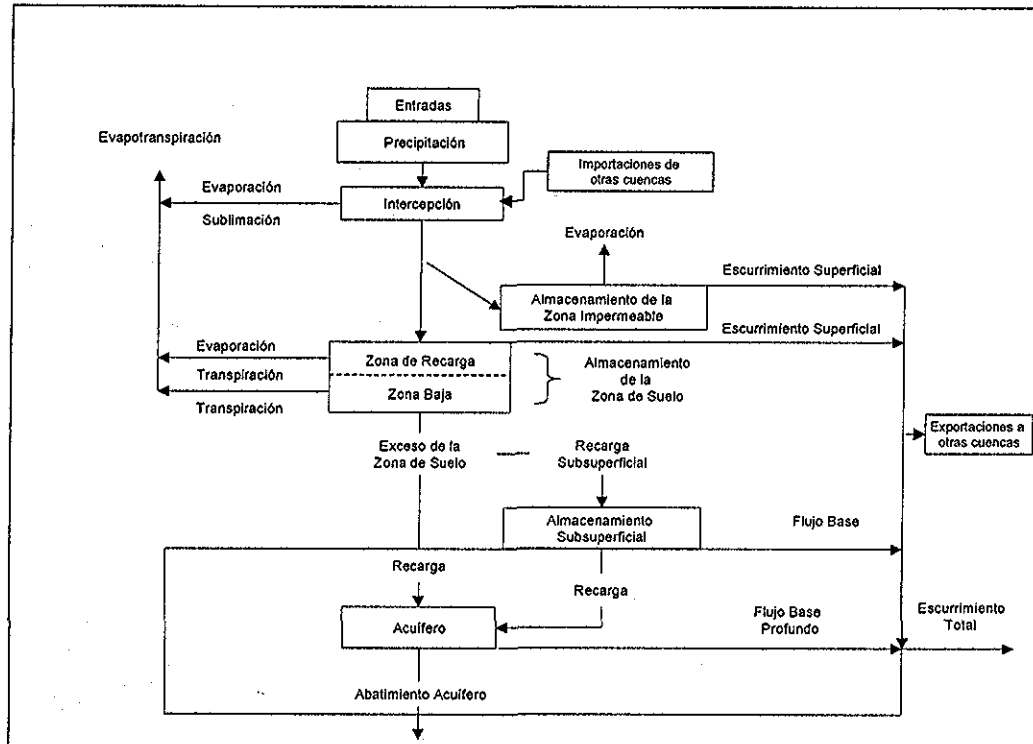 Entradas
Precipitación
Evapotranspiración
Importaciones de
otras cuencas
Evaporación
Intercepción
Sublimación
Evaporación
Escurrimiento Superficial
Almacenamiento de la
Zona Impermeable
Escurrimiento Superficial
Evaporación
Zona de Recarga
Almacenamiento
de la
Zona de Suelo
Transpiración
Zona Baja
Transpiración
Exceso de la
Zona de Suelo
Recarga
Subsuperficial
Exportaciones a
otras cuencas
Almacenamiento
Subsuperficial
Flujo Base
Recarga
Recarga
Acuífero
Flujo Base
Profundo
Escurrimiento
Total
Abatimiento Acuífero